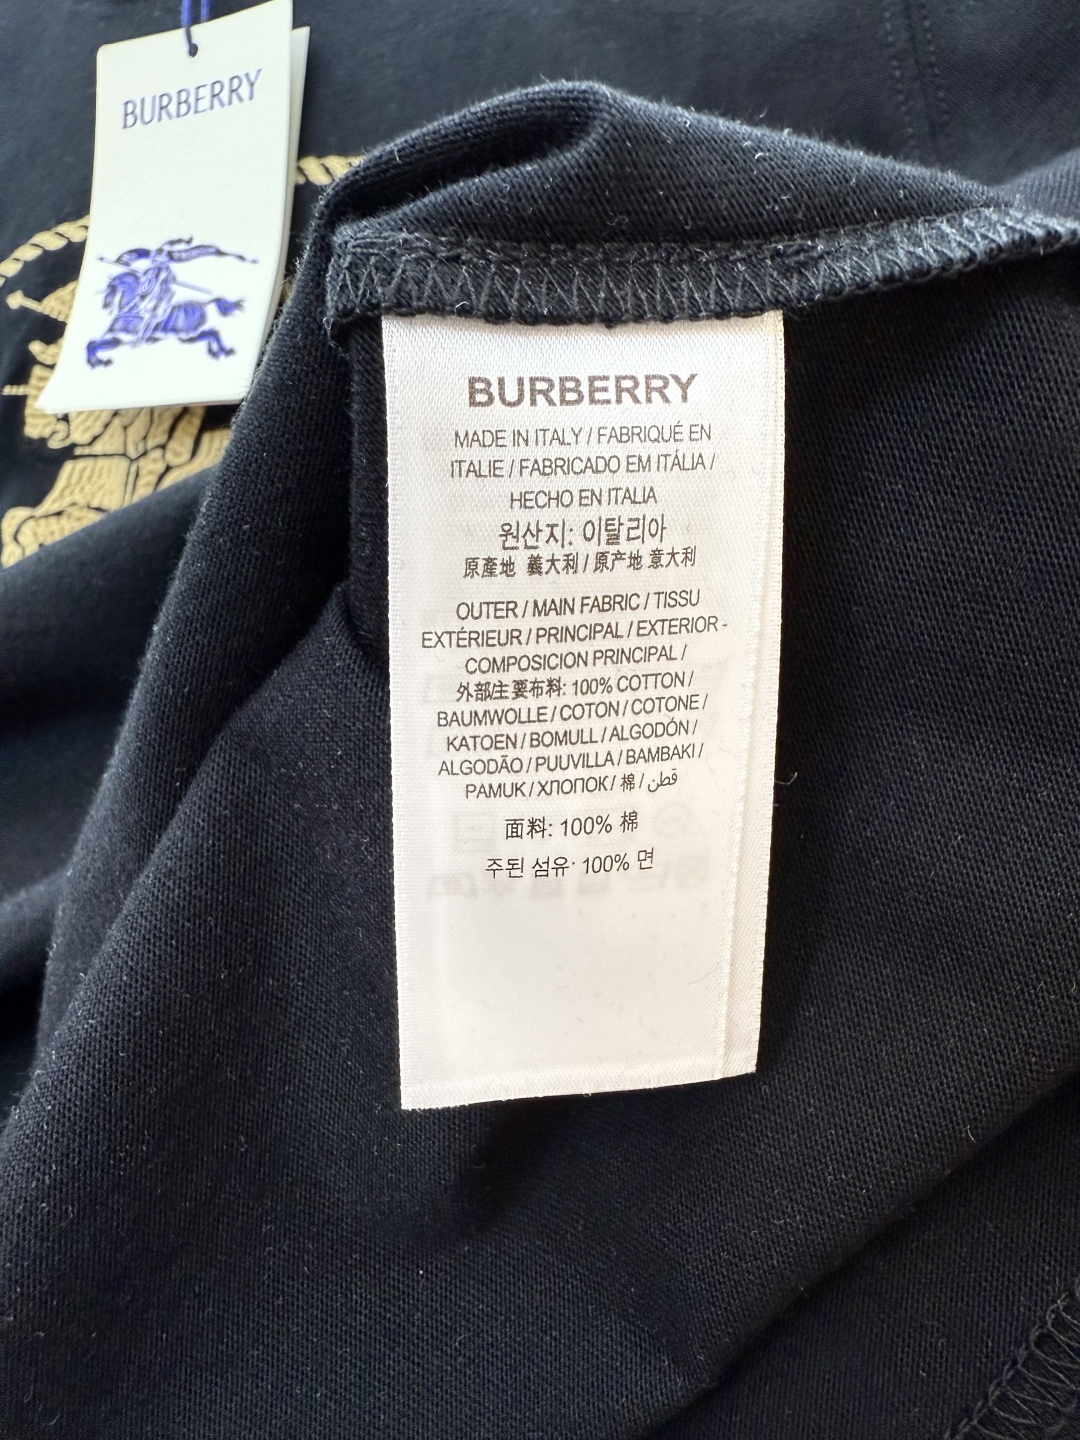 BURBERRY
BURBERRY
MADE IN ITALY / FABRIQUÉ EN
ITALIE / FABRICADO EM ITÁLIA /
HECHO EN ITALIA
원산지: 이탈리아
原產地 義大利 / 原产地 意大利
OUTER / MAIN FABRIC / TISSU
EXTÉRIEUR / PRINCIPAL / EXTERIOR -
COMPOSICION PRINCIPAL /
外部主要布料: 100% COTTON /
BAUMWOLLE / COTON / COTONE /
KATOEN / BOMULL / ALGODÓN /
ALGODÃO / PUUVILLA / BAMBAKI /
PAMUK / ХЛОПОК / 棉 / قطن
面料: 100% 棉
주된 섬유: 100% 면